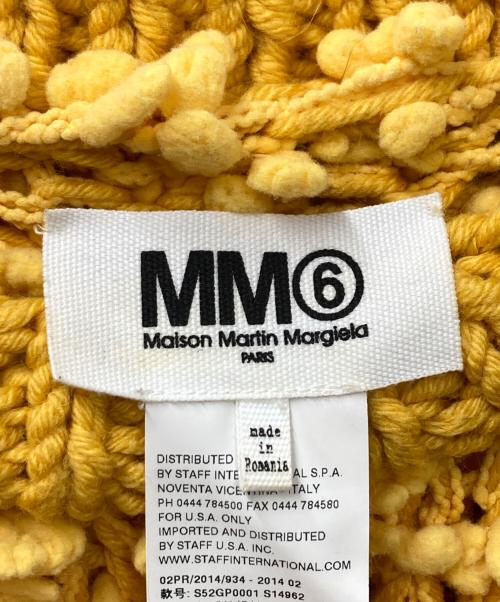 MM⑥
Maison Martin Margiela
PARIS
made
in
Romania
DISTRIBUTED
BY STAFF S.P.A.
NOVENTA ITALY
PH 0444 784500 FAX 0444 784580
FOR U.S.A. ONLY
IMPORTED AND DISTRIBUTED
BY STAFF U.S.A. INC.
WWW.STAFFINTERNATIONAL.COM
02PR/2014/934 - 2014 02
款号: S52GP0001 S14962